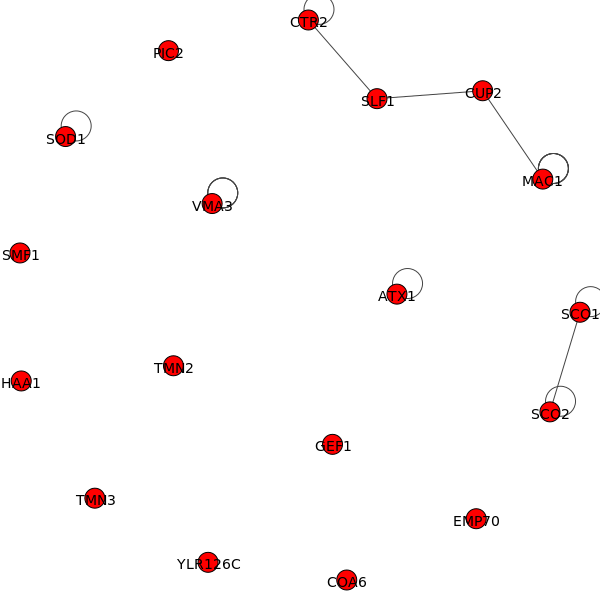 CTR2
PIC2
SLF1
CUP2
SOD1
MAC1
VMA3
SMF1
ATX1
SCO1
TMN2
HAA1
SCO2
GEF1
TMN3
EMP70
YLR126C
COA6